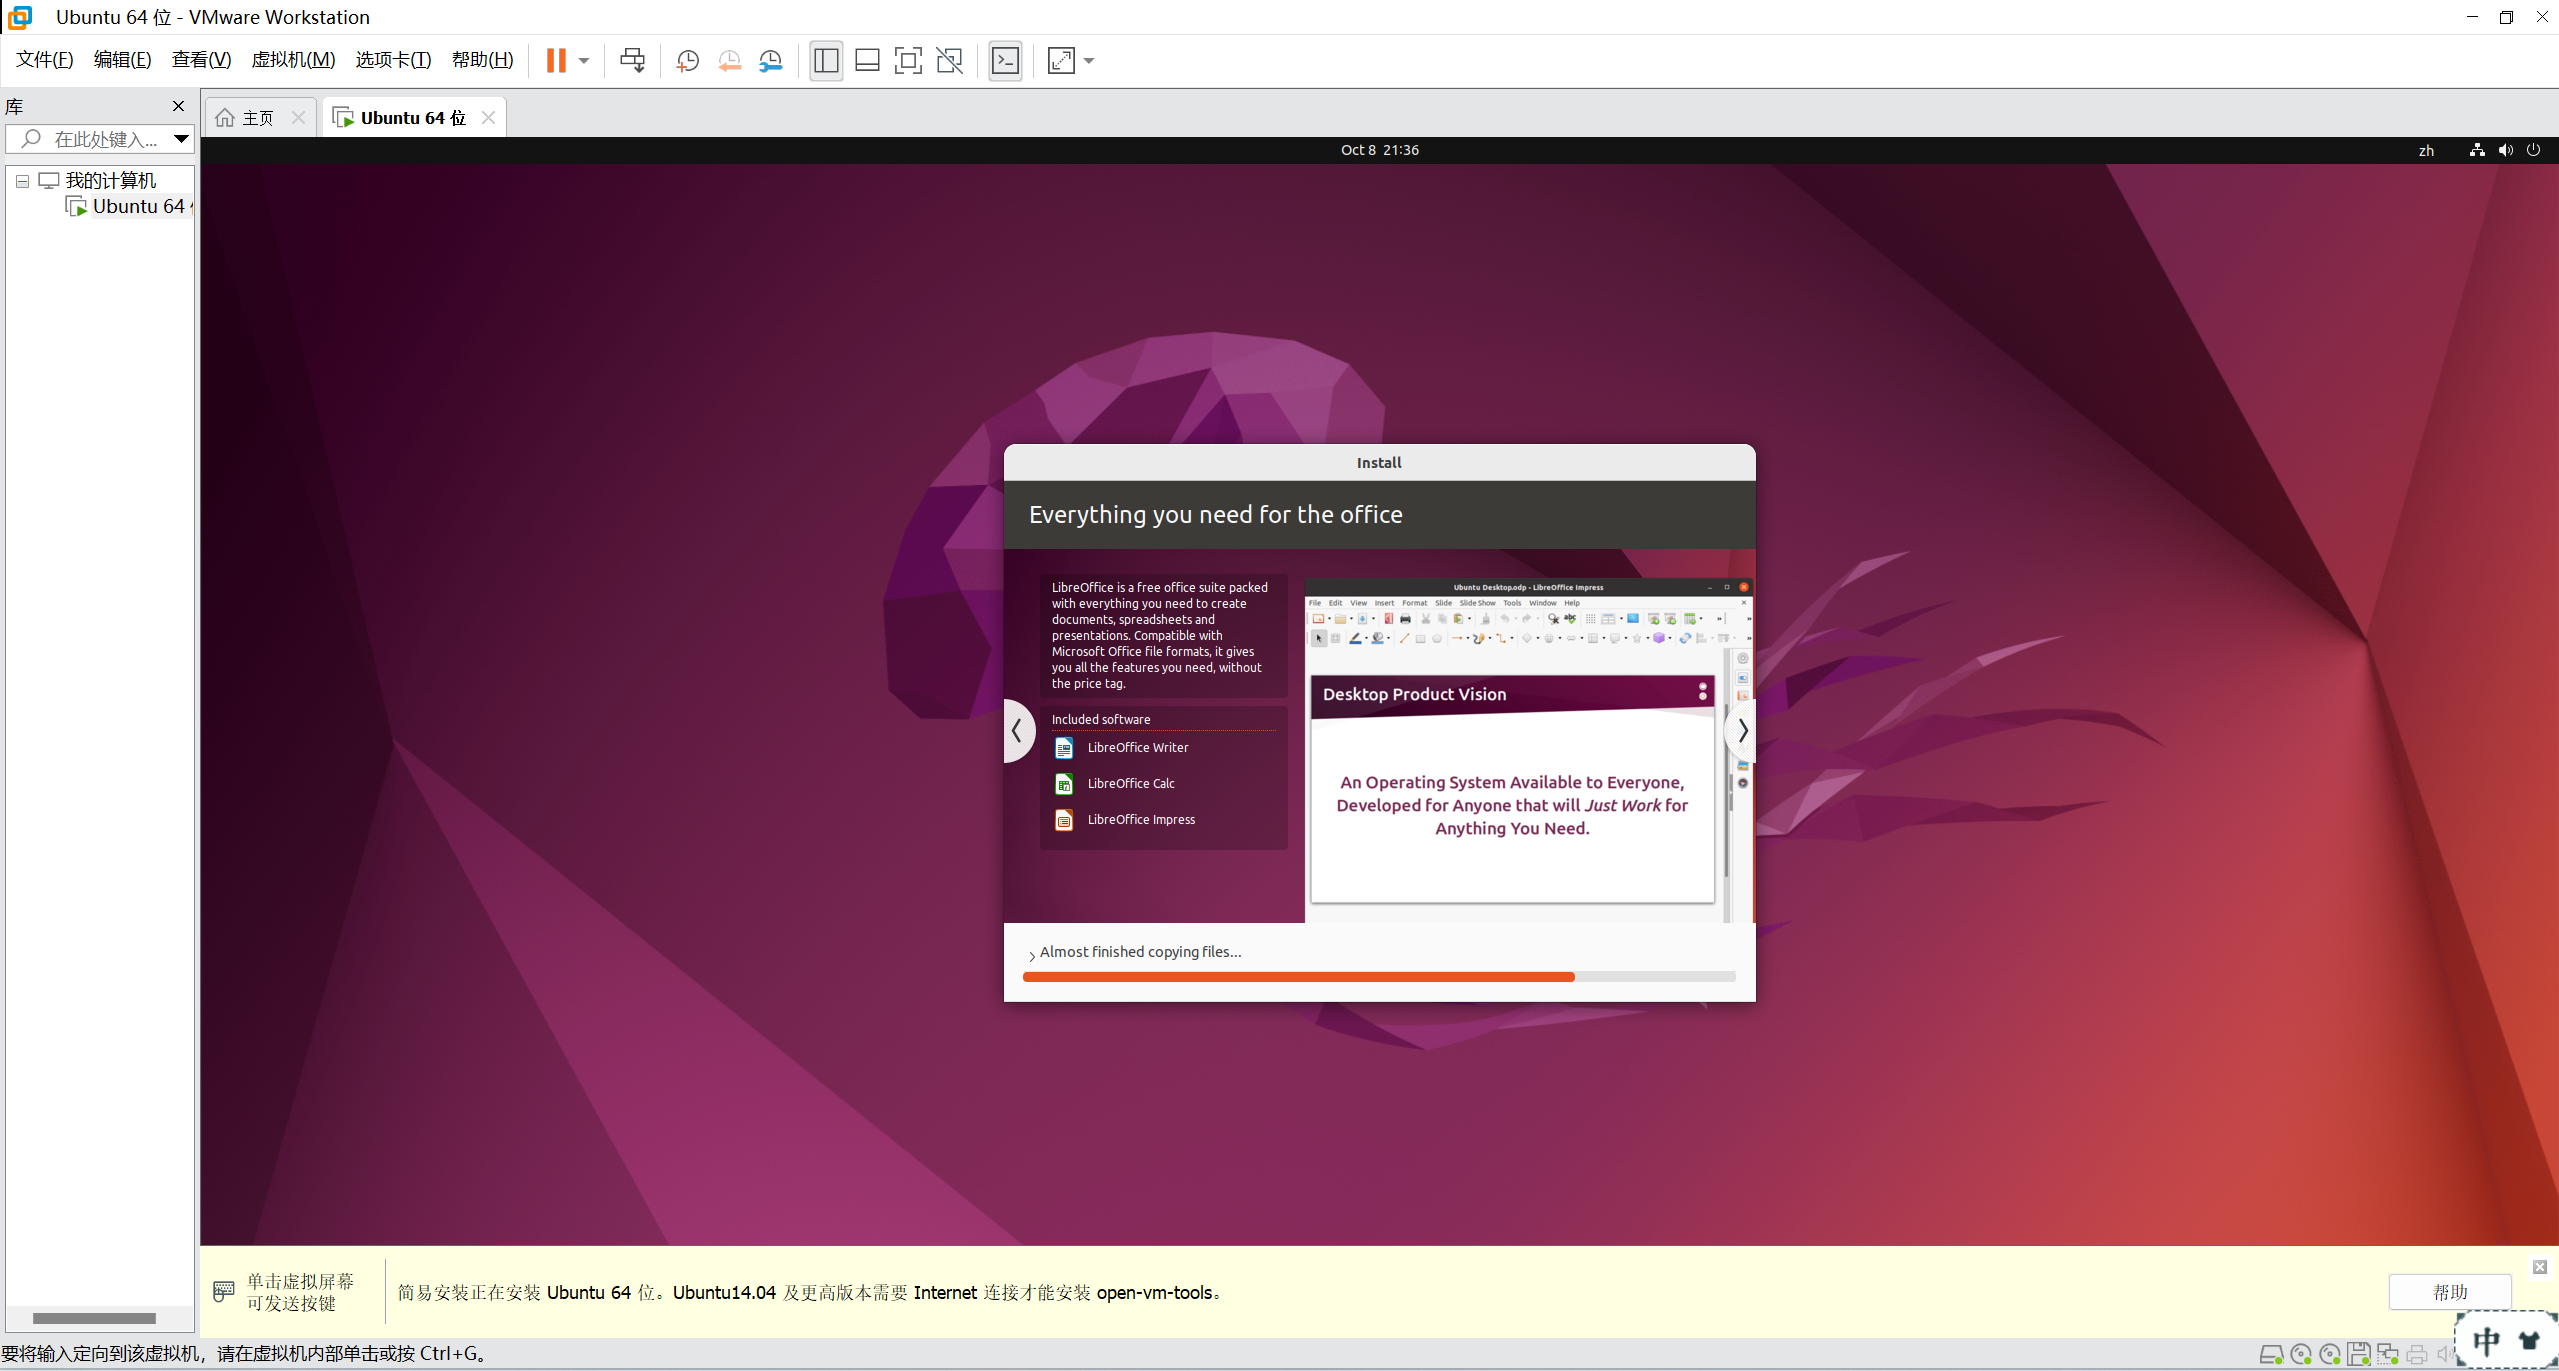 Ubuntu 64 位 - VMware Workstation
文件(F) 编辑(E) 查看(V) 虚拟机(M) 选项卡(T) 帮助(H)
库
在此处键入...
我的计算机
Ubuntu 64
主页
Ubuntu 64 位
Oct 8 21:36
zh
Install
Everything you need for the office
LibreOffice is a free office suite packed
with everything you need to create
documents, spreadsheets and
presentations. Compatible with
Microsoft Office file formats, it gives
you all the features you need, without
the price tag.
Included software
LibreOffice Writer
LibreOffice Calc
LibreOffice Impress
Ubuntu Desktop.odp - LibreOffice Impress
File Edit View Insert Format Slide Slide Show Tools Window Help
Desktop Product Vision
An Operating System Available to Everyone,
Developed for Anyone that will Just Work for
Anything You Need.
Almost finished copying files...
单击虚拟屏幕
可发送按键
简易安装正在安装 Ubuntu 64 位。Ubuntu14.04 及更高版本需要 Internet 连接才能安装 open-vm-tools。
帮助
要将输入定向到该虚拟机，请在虚拟机内部单击或按 Ctrl+G。
中